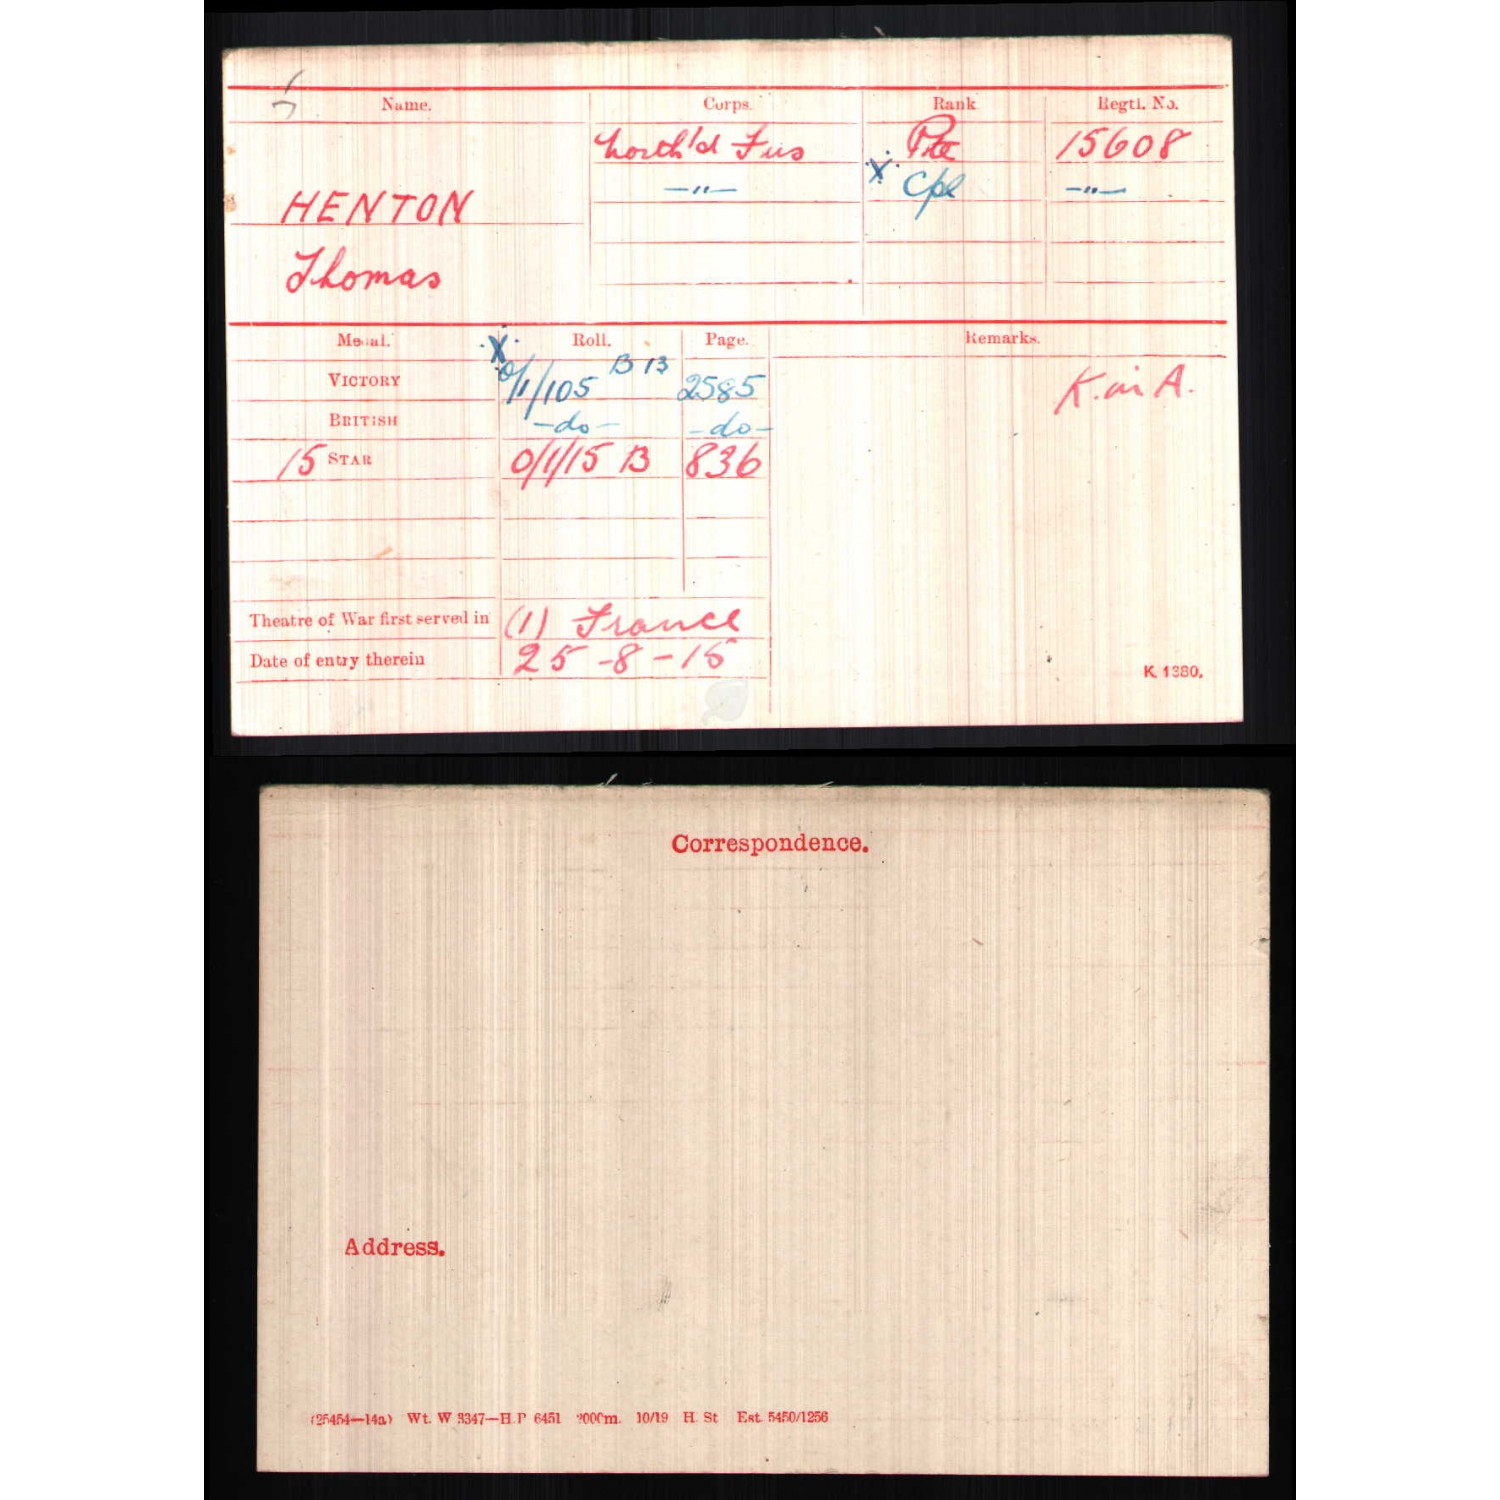 Name. Corps. Rank Regtl. No.
North'd Fus Pte 15608
X —"— Cpl —"—
HENTON
Thomas
Medal. X Roll. Page. Remarks.
VICTORY O/1/105 B13 2585 K. in A.
BRITISH -do- -do-
15 STAR O/1/15 B 836
Theatre of War first served in (1) France
Date of entry therein 25-8-15
K. 1380.
Correspondence.
Address.
(25454—14a) Wt. W 3347—H.P 6451 2000m. 10/19 H. St Est. 5450/1256